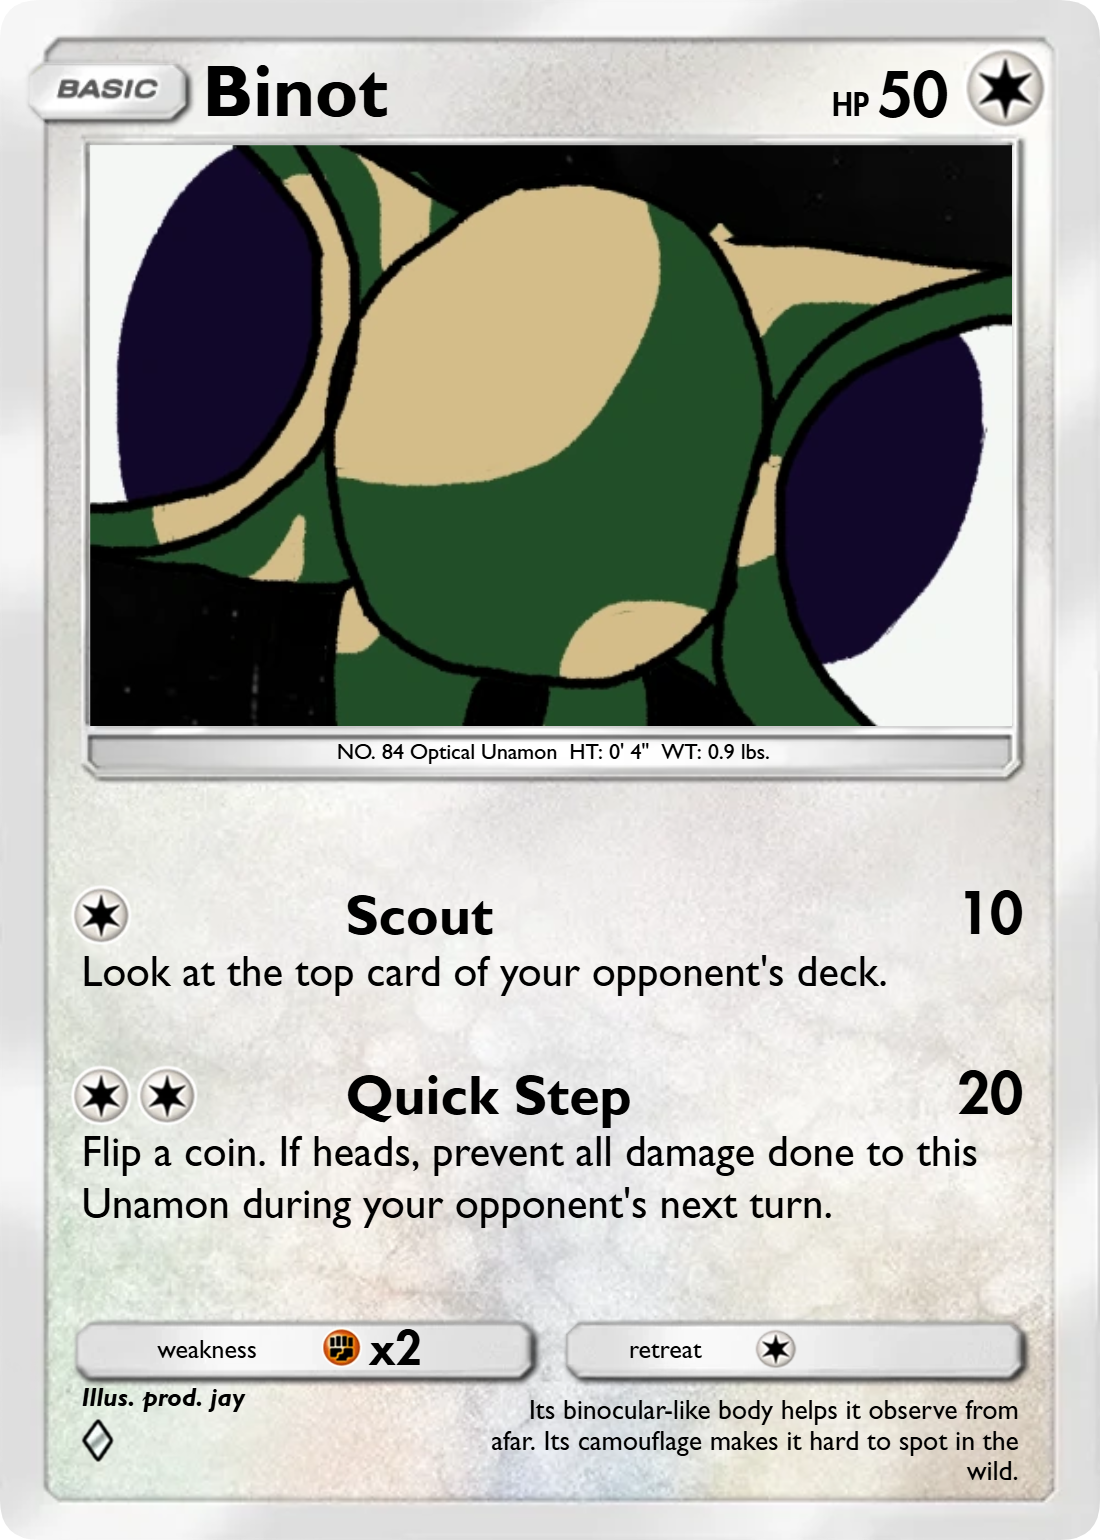 BASIC Binot HP 50
NO. 84 Optical Unamon HT: 0' 4" WT: 0.9 lbs.
Scout 10
Look at the top card of your opponent's deck.
Quick Step 20
Flip a coin. If heads, prevent all damage done to this
Unamon during your opponent's next turn.
weakness x2 retreat
Illus. prod. jay
Its binocular-like body helps it observe from
afar. Its camouflage makes it hard to spot in the
wild.